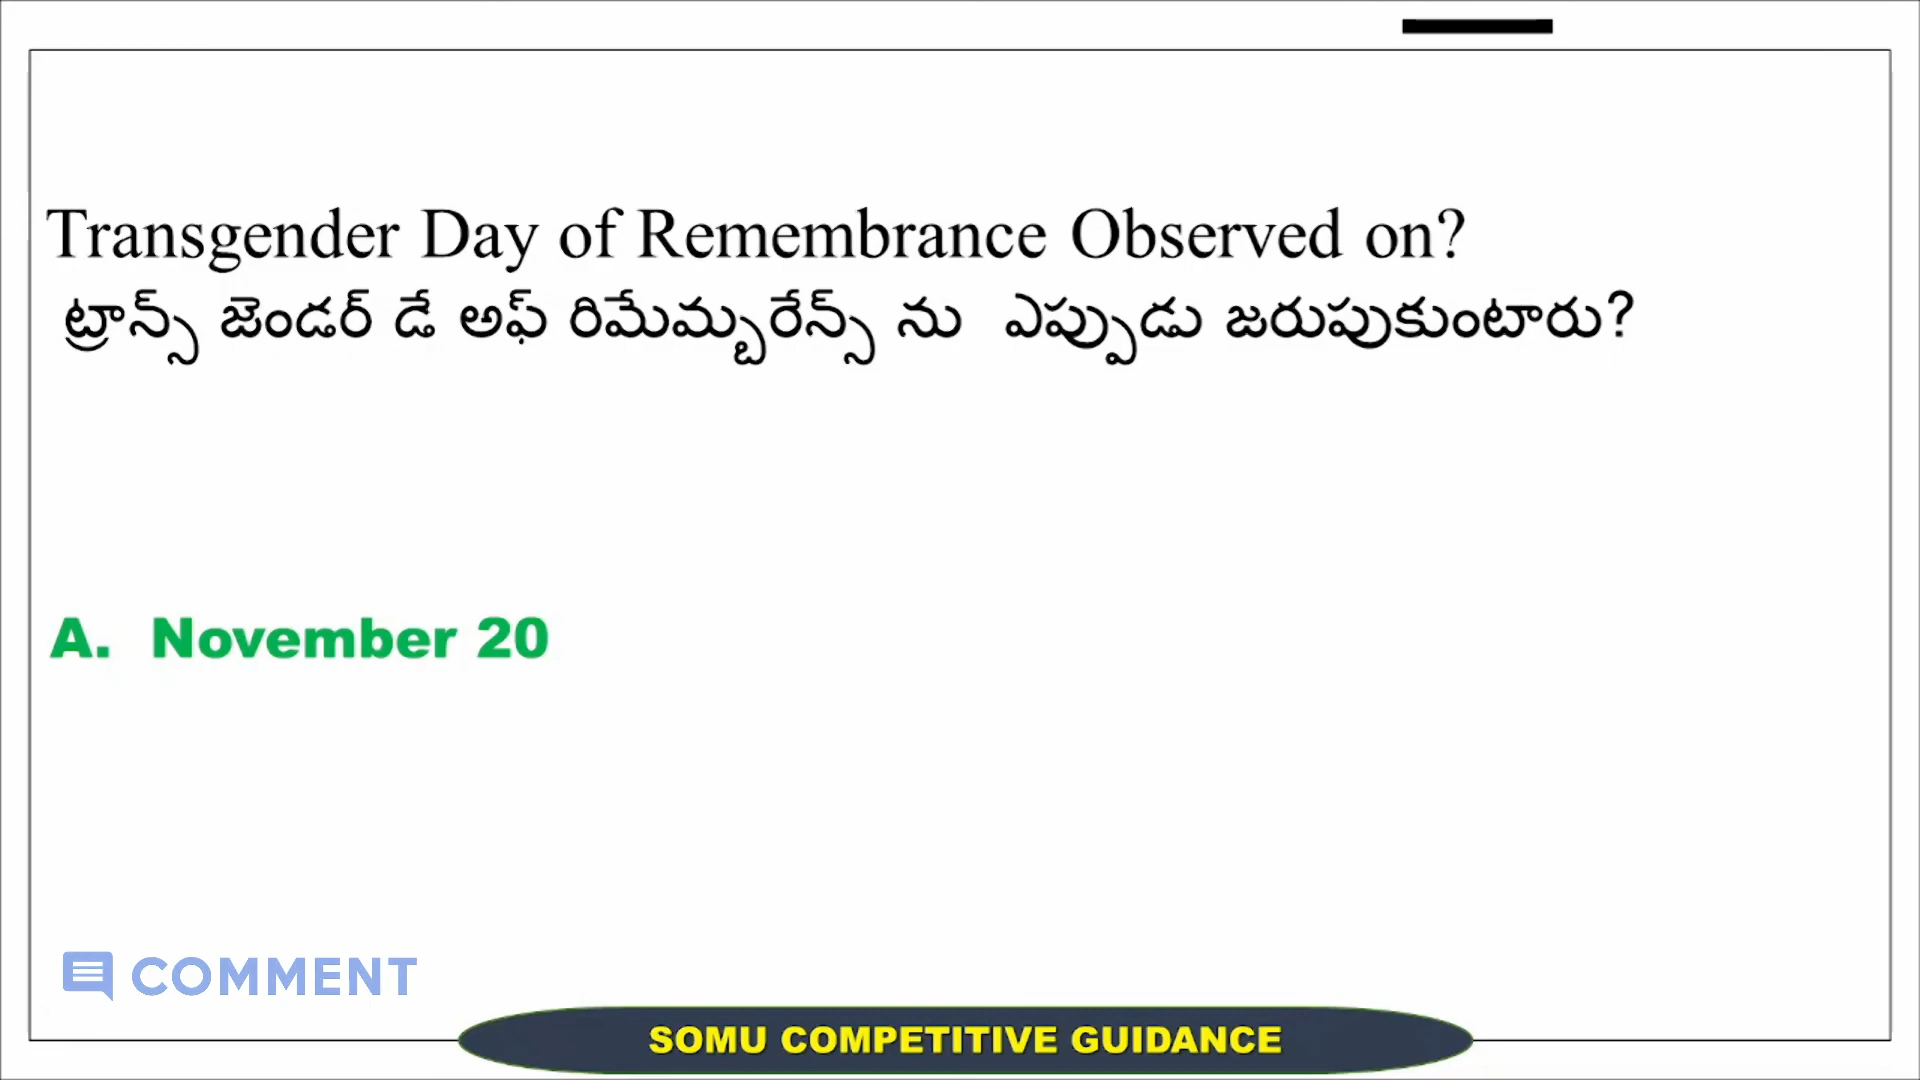 Transgender Day of Remembrance Observed on?
ట్రాన్స్ జెండర్ డే అఫ్ రిమేమ్బరేన్స్ ను ఎప్పుడు జరుపుకుంటారు?
A. November 20
COMMENT
SOMU COMPETITIVE GUIDANCE